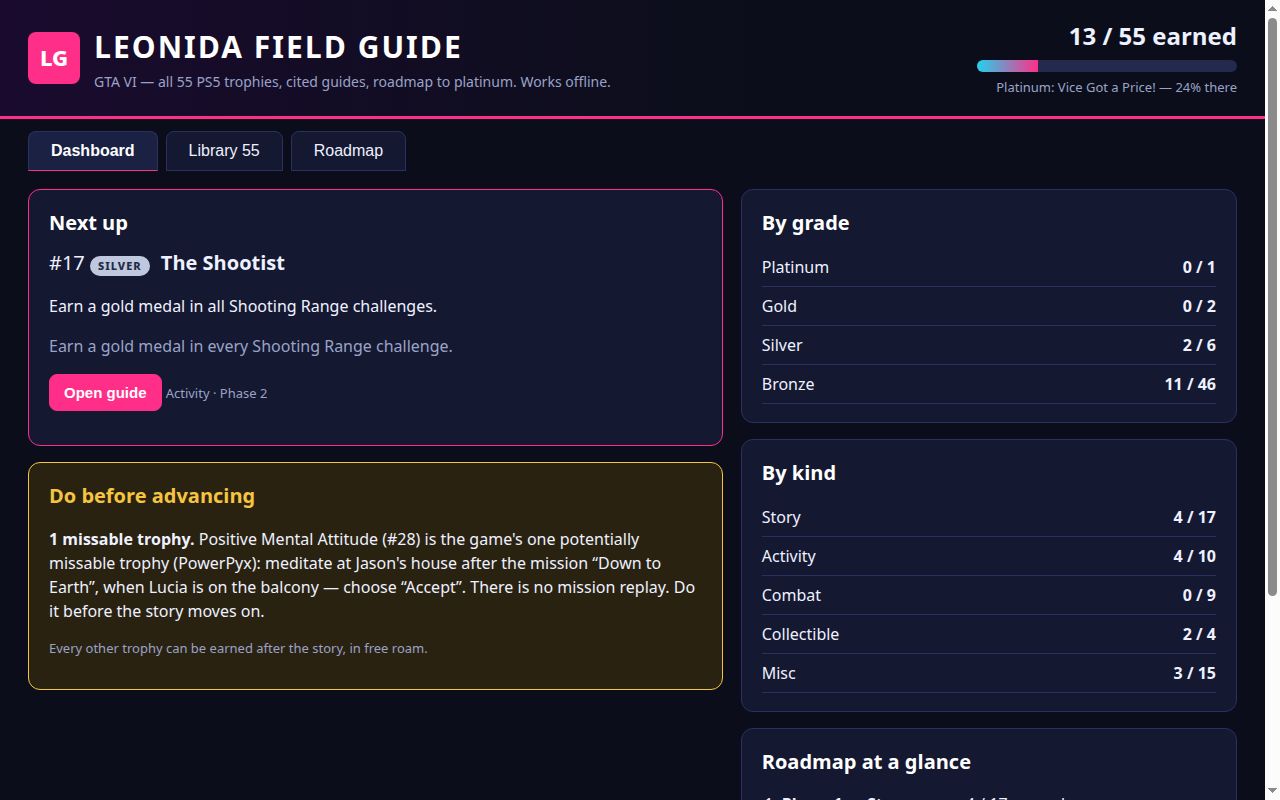 LG
LEONIDA FIELD GUIDE
GTA VI — all 55 PS5 trophies, cited guides, roadmap to platinum. Works offline.
13 / 55 earned
Platinum: Vice Got a Price! — 24% there
Dashboard
Library 55
Roadmap
Next up
#17 SILVER The Shootist
Earn a gold medal in all Shooting Range challenges.
Earn a gold medal in every Shooting Range challenge.
Open guide Activity · Phase 2
Do before advancing
1 missable trophy. Positive Mental Attitude (#28) is the game's one potentially
missable trophy (PowerPyx): meditate at Jason's house after the mission “Down to
Earth”, when Lucia is on the balcony — choose “Accept”. There is no mission replay. Do
it before the story moves on.
Every other trophy can be earned after the story, in free roam.
By grade
Platinum 0 / 1
Gold 0 / 2
Silver 2 / 6
Bronze 11 / 46
By kind
Story 4 / 17
Activity 4 / 10
Combat 0 / 9
Collectible 2 / 4
Misc 3 / 15
Roadmap at a glance